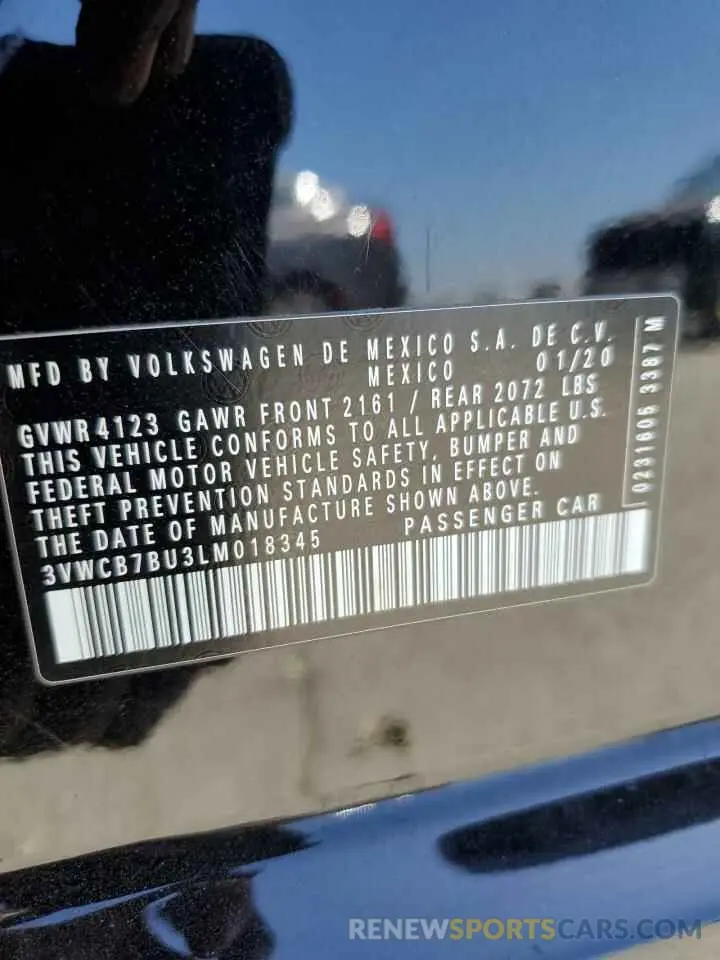 MFD BY VOLKSWAGEN DE MEXICO S.A. DE C.V.
MEXICO 01/20
GVWR 4123 GAWR FRONT 2161 / REAR 2072 LBS
THIS VEHICLE CONFORMS TO ALL APPLICABLE U.S.
FEDERAL MOTOR VEHICLE SAFETY, BUMPER AND
THEFT PREVENTION STANDARDS IN EFFECT ON
THE DATE OF MANUFACTURE SHOWN ABOVE.
3VWCB7BU3LM018345 PASSENGER CAR
0231605 3387 M
RENEWSPORTSCARS.COM